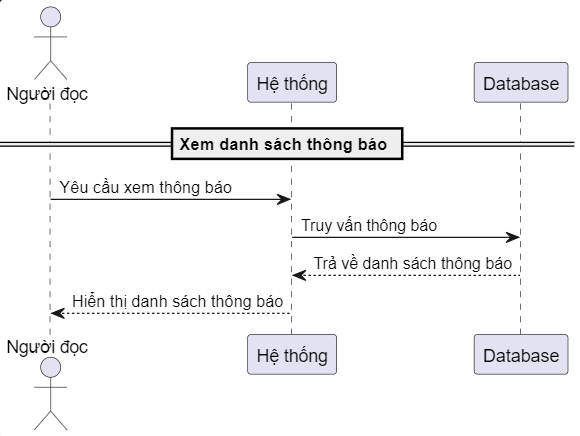 Người đọc
Hệ thống
Database
Xem danh sách thông báo
Yêu cầu xem thông báo
Truy vấn thông báo
Trả về danh sách thông báo
Hiển thị danh sách thông báo
Người đọc
Hệ thống
Database